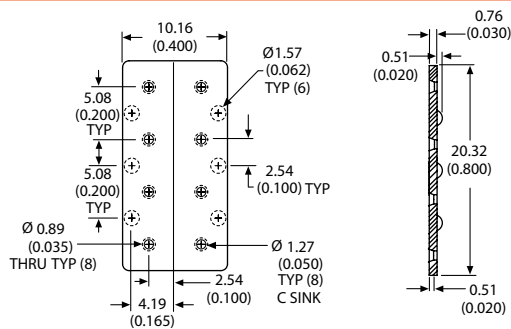 10.16
(0.400)
Ø1.57
(0.062)
TYP (6)
5.08
(0.200)
TYP
5.08
(0.200)
TYP
2.54
(0.100) TYP
Ø 0.89
(0.035)
THRU TYP (8)
Ø 1.27
(0.050)
TYP (8)
C SINK
2.54
(0.100)
4.19
(0.165)
0.76
(0.030)
0.51
(0.020)
20.32
(0.800)
0.51
(0.020)